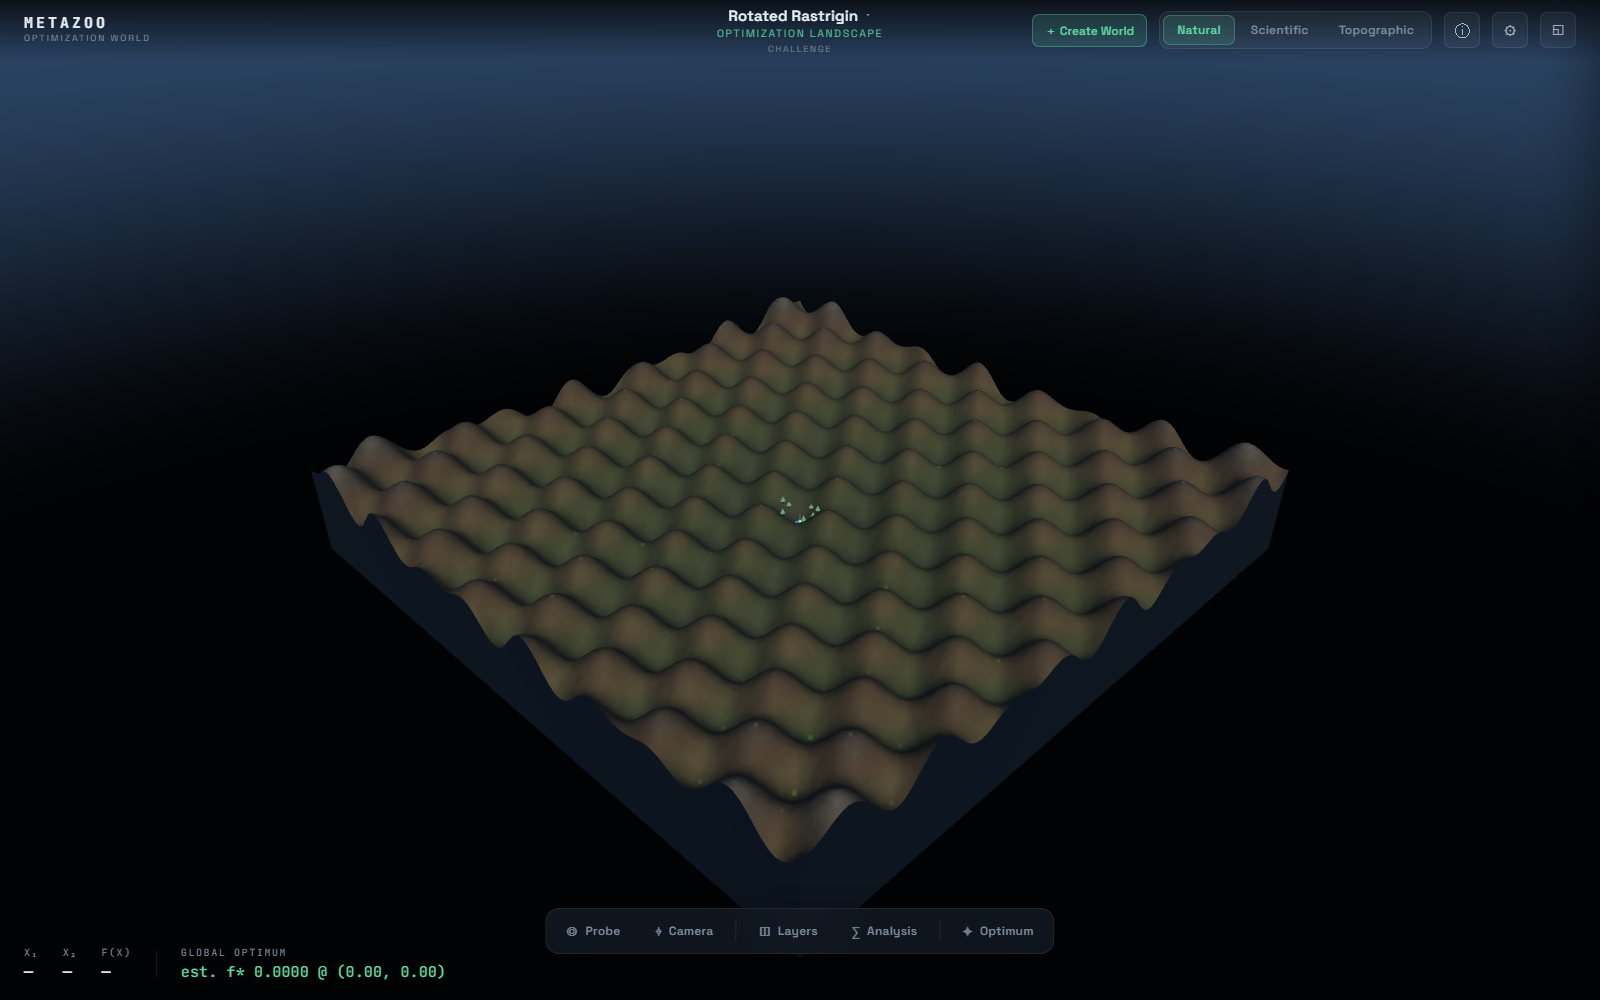 METAZOO
OPTIMIZATION WORLD
Rotated Rastrigin
OPTIMIZATION LANDSCAPE
CHALLENGE
+ Create World
Natural
Scientific
Topographic
Probe
Camera
Layers
∑ Analysis
Optimum
X₁ X₂ F(X)
— — —
GLOBAL OPTIMUM
est. f* 0.0000 @ (0.00, 0.00)